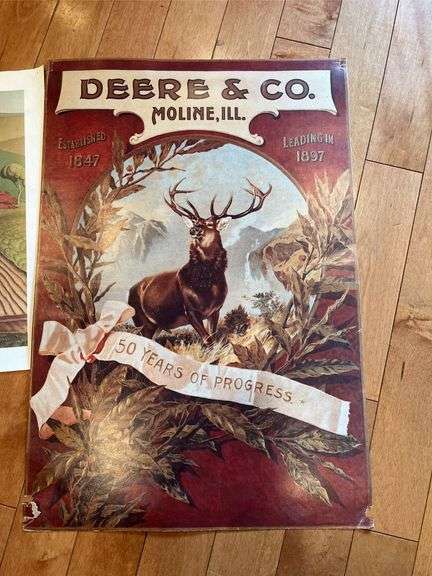 DEERE & CO.
MOLINE, ILL.
ESTABLISHED
1847
LEADING IN
1897
50 YEARS OF PROGRESS